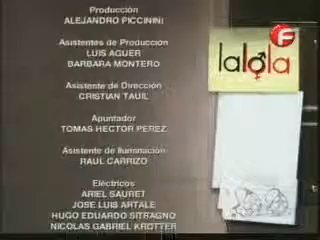 Producción
ALEJANDRO PICCININI
Asistentes de Producción
LUIS AGUER
BARBARA MONTERO
Asistente de Dirección
CRISTIAN TAUIL
Apuntador
TOMAS HECTOR PEREZ
Asistente de Iluminación
RAUL CARRIZO
Eléctricos
ARIEL SAURET
JOSE LUIS ARTALE
HUGO EDUARDO SITRAGNO
NICOLAS GABRIEL KROTTER
F
lalola